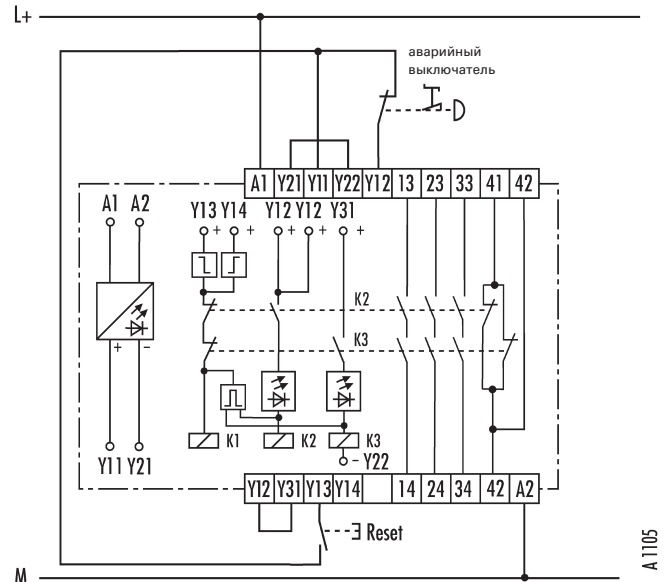 L+
аварийный
выключатель
A1 Y21 Y11 Y22 Y12 13 23 33 41 42
A1 A2 Y13 Y14 Y12 Y12 Y31
+ + + + +
K2
K3
+ −
K1 K2 K3
− Y22
Y11 Y21
Y12 Y31 Y13 Y14 14 24 34 42 A2
Reset
A 1105
M